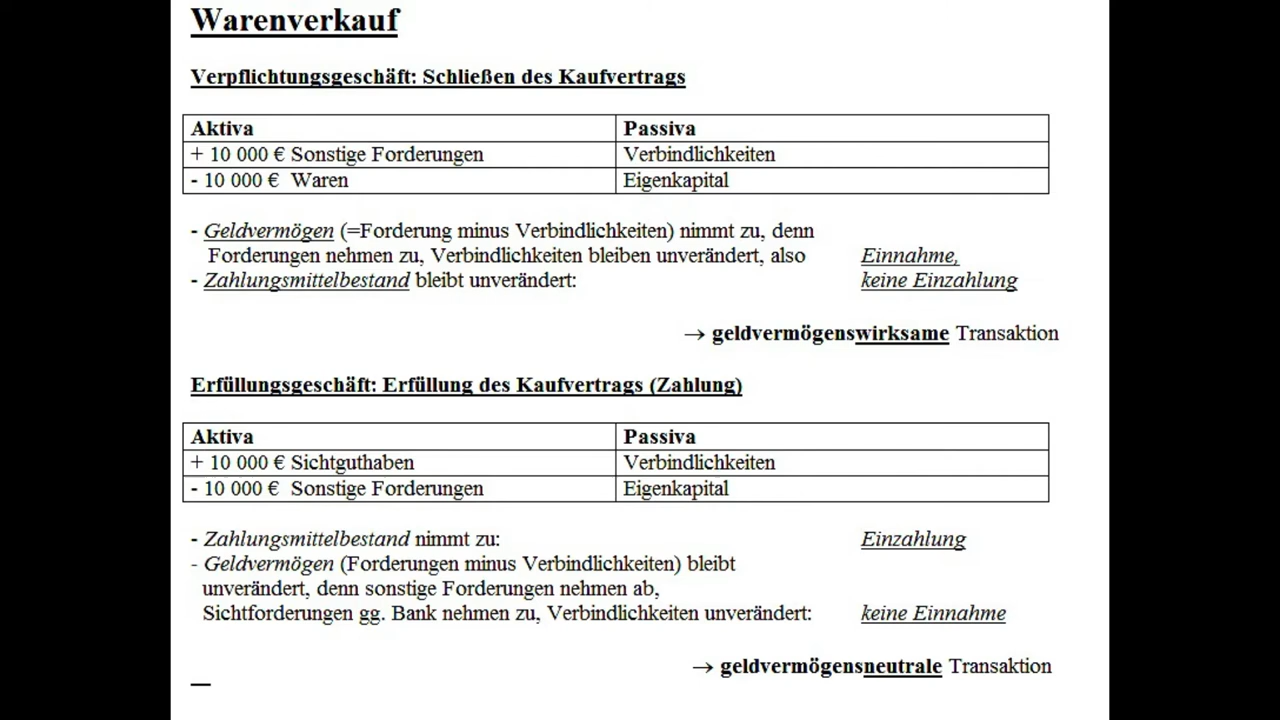 Warenverkauf
Verpflichtungsgeschäft: Schließen des Kaufvertrags
Aktiva Passiva
+ 10 000 € Sonstige Forderungen Verbindlichkeiten
- 10 000 € Waren Eigenkapital
- Geldvermögen (=Forderung minus Verbindlichkeiten) nimmt zu, denn
Forderungen nehmen zu, Verbindlichkeiten bleiben unverändert, also Einnahme,
- Zahlungsmittelbestand bleibt unverändert: keine Einzahlung
→ geldvermögenswirksame Transaktion
Erfüllungsgeschäft: Erfüllung des Kaufvertrags (Zahlung)
Aktiva Passiva
+ 10 000 € Sichtguthaben Verbindlichkeiten
- 10 000 € Sonstige Forderungen Eigenkapital
- Zahlungsmittelbestand nimmt zu: Einzahlung
- Geldvermögen (Forderungen minus Verbindlichkeiten) bleibt
unverändert, denn sonstige Forderungen nehmen ab,
Sichtforderungen gg. Bank nehmen zu, Verbindlichkeiten unverändert: keine Einnahme
→ geldvermögensneutrale Transaktion